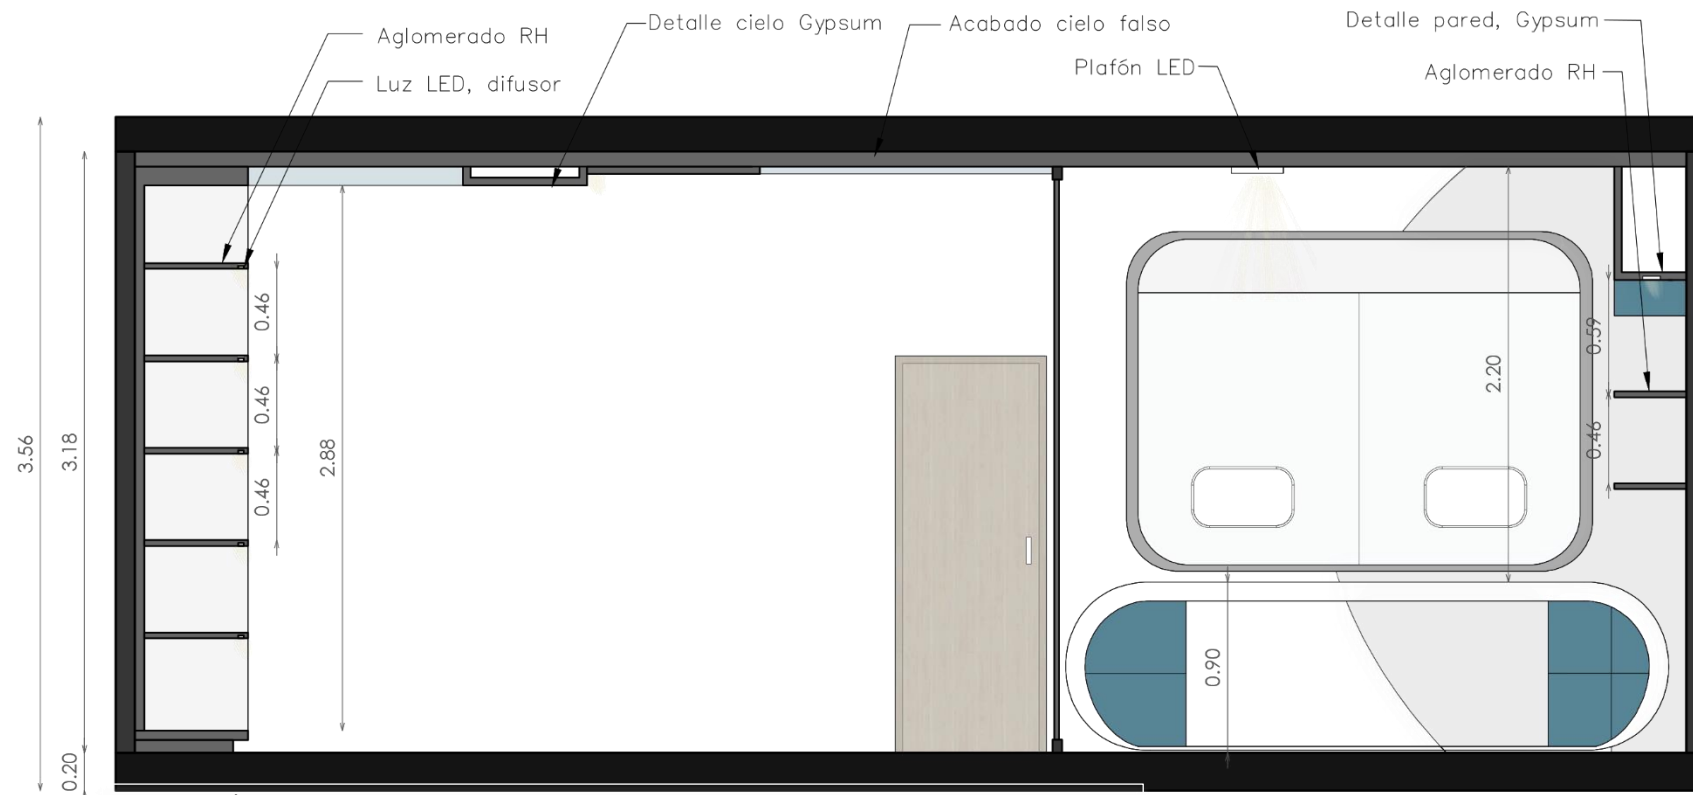 Detalle pared, Gypsum
Detalle cielo Gypsum
Acabado cielo falso
Aglomerado RH
Plafón LED
Aglomerado RH
Luz LED, difusor
0.46
0.59
2.20
0.46
0.46
3.56
3.18
2.88
0.46
0.90
0.20